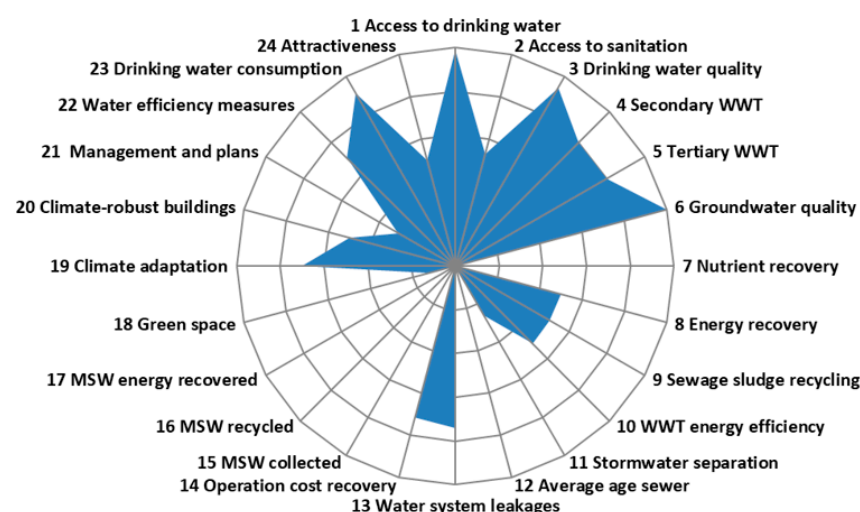 1 Access to drinking water
2 Access to sanitation
3 Drinking water quality
4 Secondary WWT
5 Tertiary WWT
6 Groundwater quality
7 Nutrient recovery
8 Energy recovery
9 Sewage sludge recycling
10 WWT energy efficiency
11 Stormwater separation
12 Average age sewer
13 Water system leakages
14 Operation cost recovery
15 MSW collected
16 MSW recycled
17 MSW energy recovered
18 Green space
19 Climate adaptation
20 Climate-robust buildings
21 Management and plans
22 Water efficiency measures
23 Drinking water consumption
24 Attractiveness